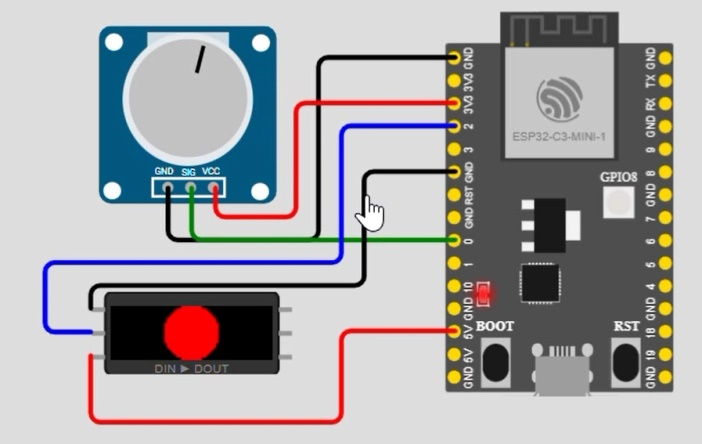 GND SIG VCC
DIN ▶ DOUT
ESP32-C3-MINI-1
GPIO8
BOOT
RST
GND
3V3
3V3
2
3
GND
RST
GND
0
1
10
GND
5V
5V
GND
GND
TX
RX
GND
9
8
GND
7
6
5
4
GND
18
19
GND